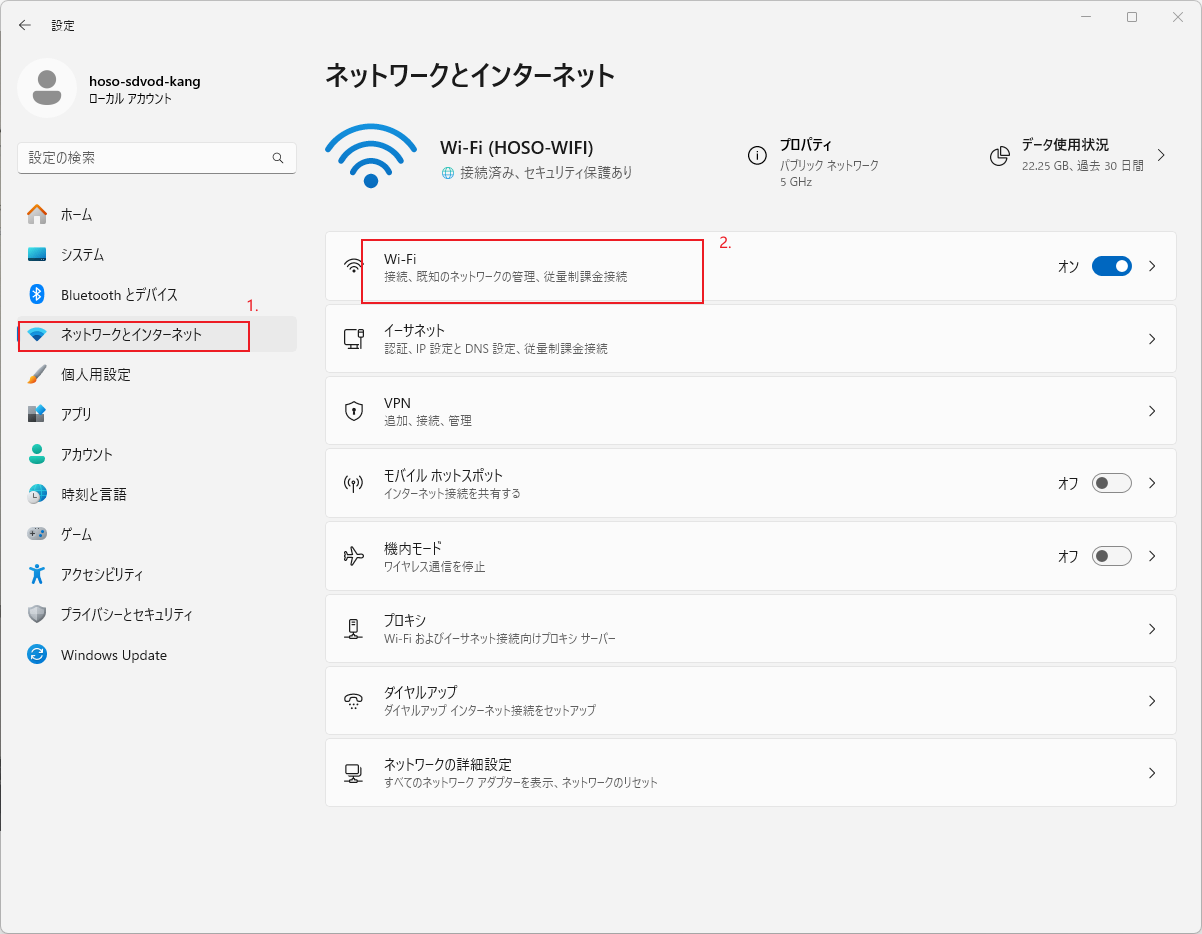 設定
hoso-sdvod-kang
ローカル アカウント
設定の検索
ホーム
システム
Bluetooth とデバイス
1.
ネットワークとインターネット
個人用設定
アプリ
アカウント
時刻と言語
ゲーム
アクセシビリティ
プライバシーとセキュリティ
Windows Update
ネットワークとインターネット
Wi-Fi (HOSO-WIFI)
接続済み、セキュリティ保護あり
プロパティ
パブリック ネットワーク
5 GHz
データ使用状況
22.25 GB、過去 30 日間
2.
Wi-Fi
接続、既知のネットワークの管理、従量制課金接続
オン
イーサネット
認証、IP 設定と DNS 設定、従量制課金接続
VPN
追加、接続、管理
モバイル ホットスポット
インターネット接続を共有する
オフ
機内モード
ワイヤレス通信を停止
オフ
プロキシ
Wi-Fi およびイーサネット接続向けプロキシ サーバー
ダイヤルアップ
ダイヤルアップ インターネット接続をセットアップ
ネットワークの詳細設定
すべてのネットワーク アダプターを表示、ネットワークのリセット